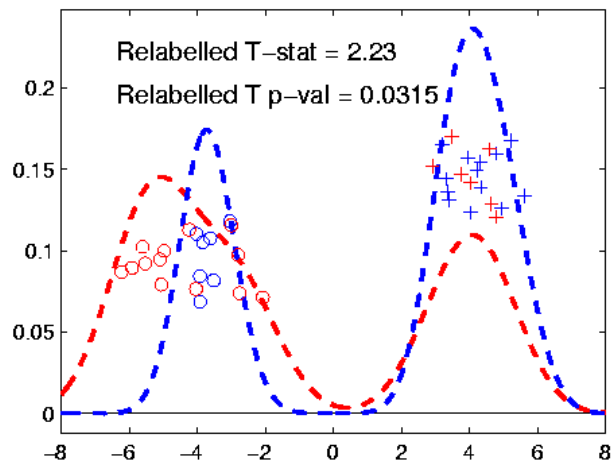 Relabelled T-stat = 2.23
Relabelled T p-val = 0.0315
0.2
0.15
0.1
0.05
0
-8 -6 -4 -2 0 2 4 6 8